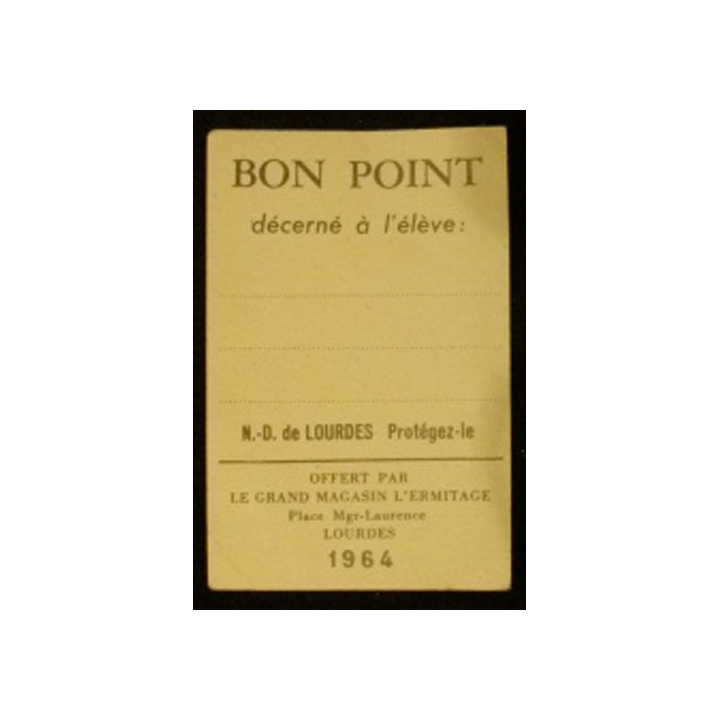 BON POINT
décerné à l'élève :
N.-D. de LOURDES Protégez-le
OFFERT PAR
LE GRAND MAGASIN L'ERMITAGE
Place Mgr-Laurence
LOURDES
1964